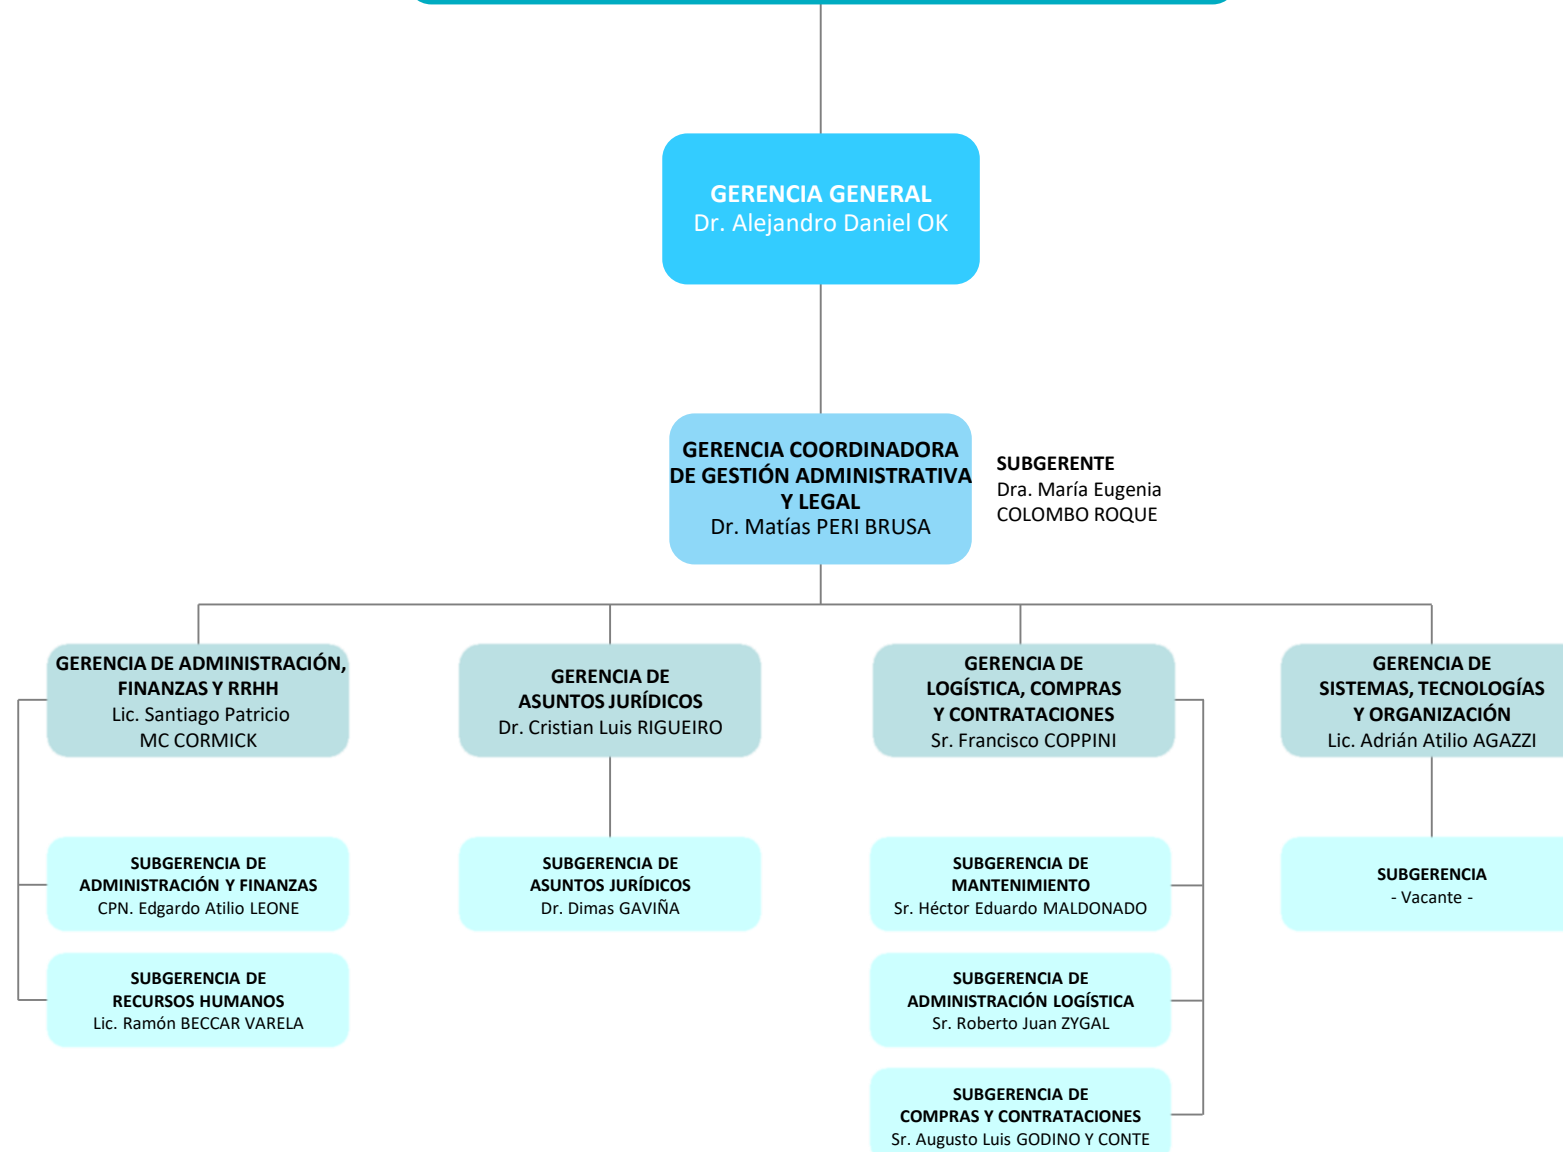 GERENCIA GENERAL
Dr. Alejandro Daniel OK
GERENCIA COORDINADORA
DE GESTIÓN ADMINISTRATIVA
Y LEGAL
Dr. Matías PERI BRUSA
SUBGERENTE
Dra. María Eugenia
COLOMBO ROQUE
GERENCIA DE ADMINISTRACIÓN,
FINANZAS Y RRHH
Lic. Santiago Patricio
MC CORMICK
GERENCIA DE
ASUNTOS JURÍDICOS
Dr. Cristian Luis RIGUEIRO
GERENCIA DE
LOGÍSTICA, COMPRAS
Y CONTRATACIONES
Sr. Francisco COPPINI
GERENCIA DE
SISTEMAS, TECNOLOGÍAS
Y ORGANIZACIÓN
Lic. Adrián Atilio AGAZZI
SUBGERENCIA DE
ADMINISTRACIÓN Y FINANZAS
CPN. Edgardo Atilio LEONE
SUBGERENCIA DE
ASUNTOS JURÍDICOS
Dr. Dimas GAVIÑA
SUBGERENCIA DE
MANTENIMIENTO
Sr. Héctor Eduardo MALDONADO
SUBGERENCIA
- Vacante -
SUBGERENCIA DE
RECURSOS HUMANOS
Lic. Ramón BECCAR VARELA
SUBGERENCIA DE
ADMINISTRACIÓN LOGÍSTICA
Sr. Roberto Juan ZYGAL
SUBGERENCIA DE
COMPRAS Y CONTRATACIONES
Sr. Augusto Luis GODINO Y CONTE